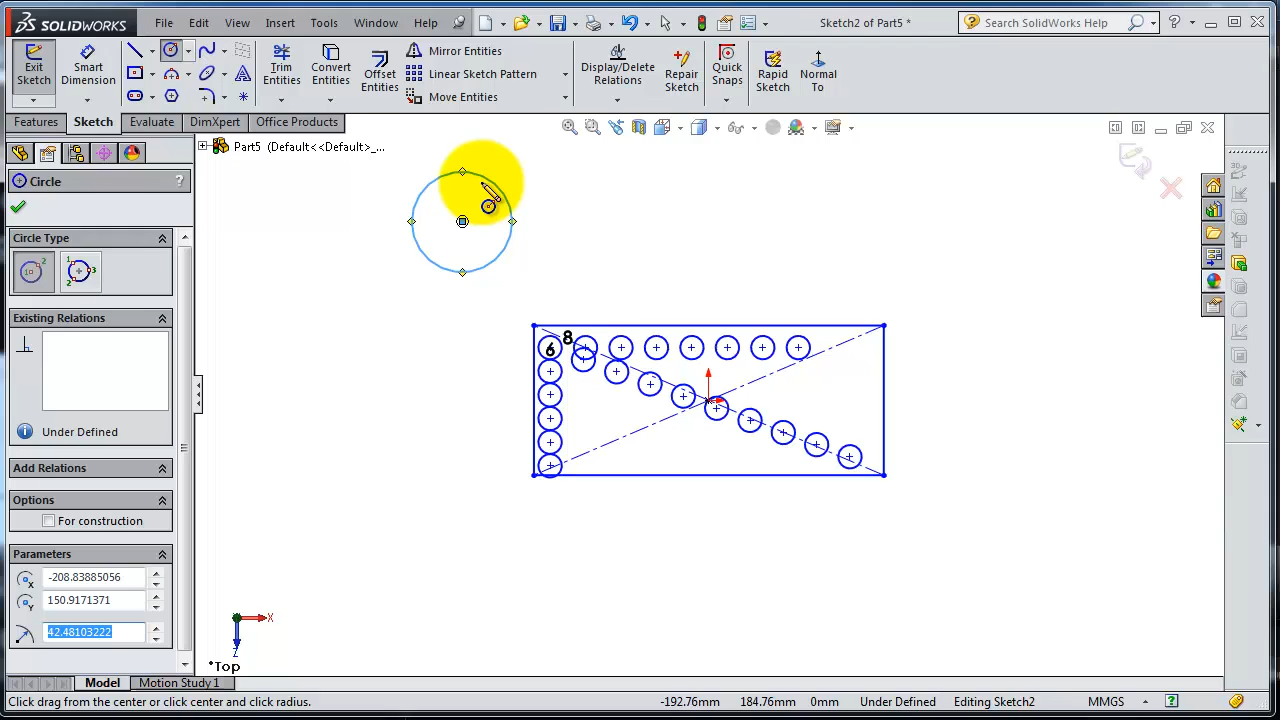 SOLIDWORKS
File Edit View Insert Tools Window Help
Sketch2 of Part5 *
Search SolidWorks Help
Exit Sketch
Smart Dimension
Trim Entities
Convert Entities
Offset Entities
Mirror Entities
Linear Sketch Pattern
Move Entities
Display/Delete Relations
Repair Sketch
Quick Snaps
Rapid Sketch
Normal To
Features Sketch Evaluate DimXpert Office Products
Part5 (Default<<Default>_...
Circle ?
Circle Type
Existing Relations
Under Defined
Add Relations
Options
For construction
Parameters
-208.83885056
150.9171371
42.48103222
6 8
X
Z
*Top
3D
Model Motion Study 1
Click drag from the center or click center and click radius.
-192.76mm 184.76mm 0mm Under Defined Editing Sketch2 MMGS ?